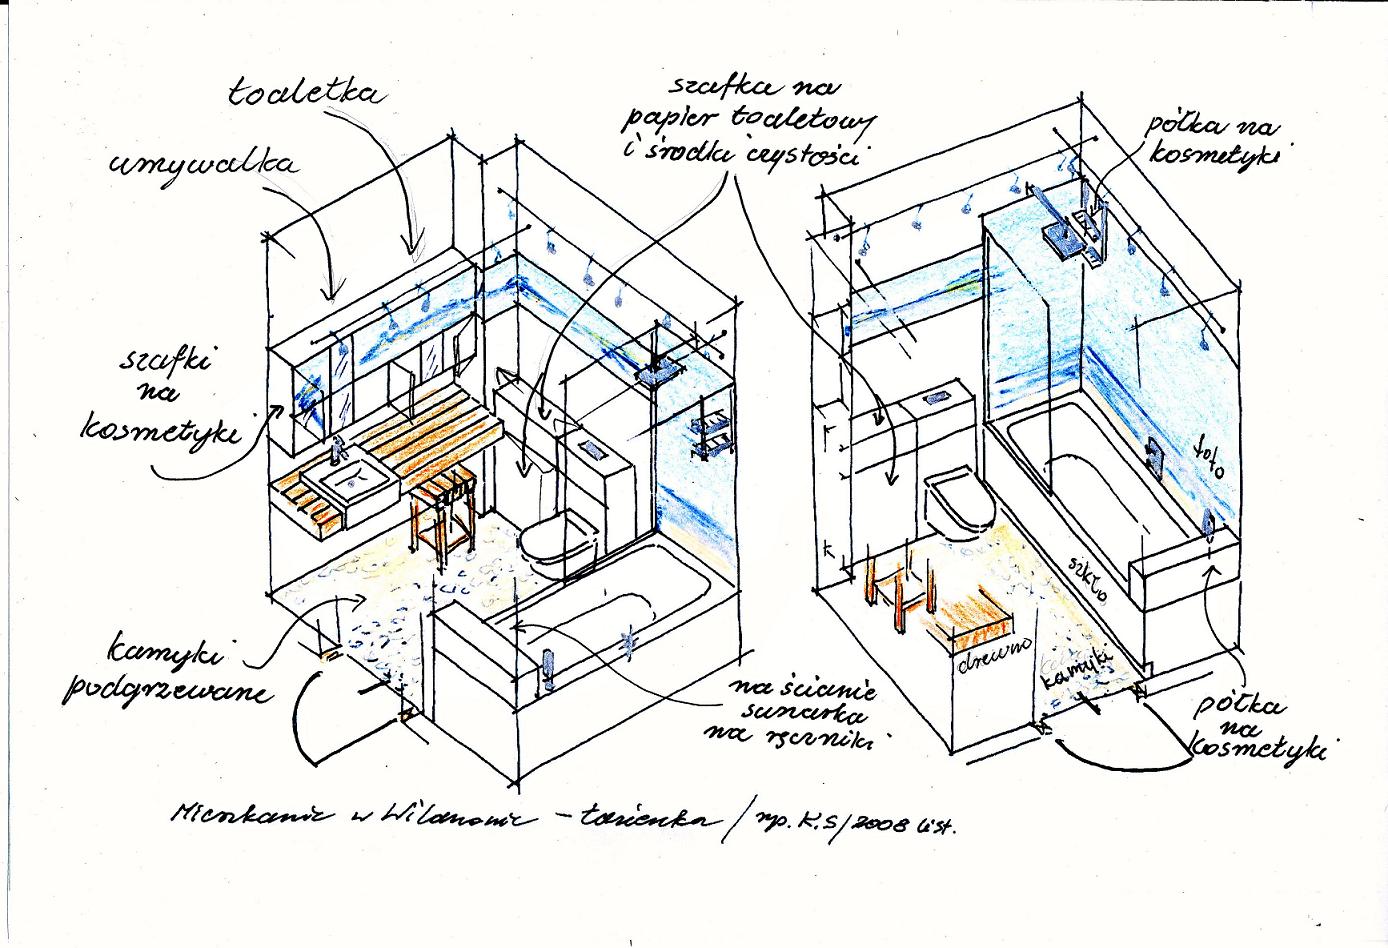 toaletka
umywalka
szafki
na
kosmetyki
kamyki
podgrzewane
szafka na
papier toaletowy
i środki czystości
na ścianie
suszarka
na ręczniki
półka na
kosmetyki
foto
szkło
drewno
kamyki
półka
na
kosmetyki
Mieszkanie w Wilanowie - Łazienka / rys. K.S / 2008 list.